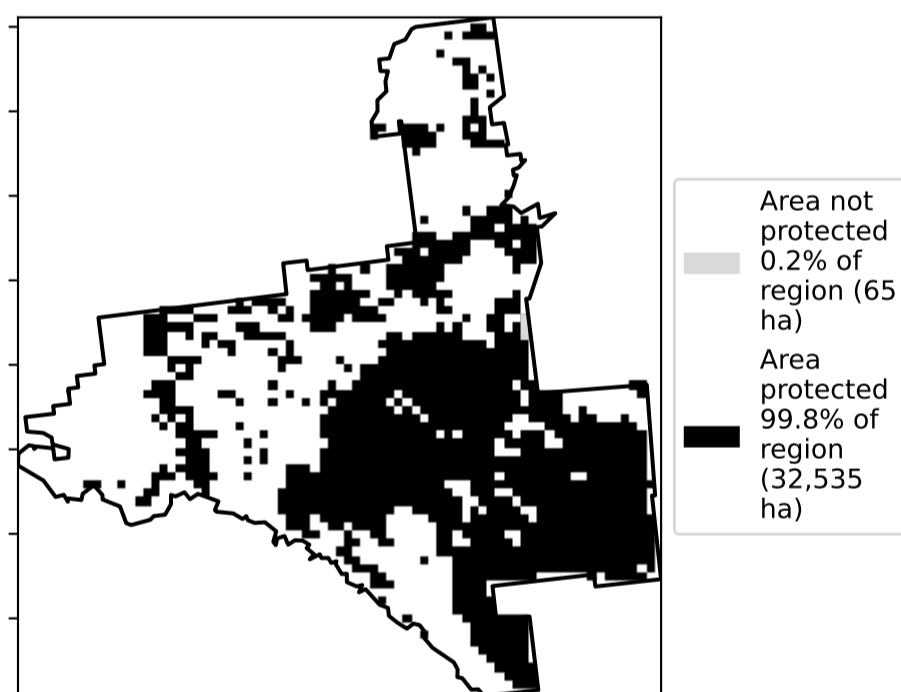 Area not
protected
0.2% of
region (65
ha)
Area
protected
99.8% of
region
(32,535
ha)